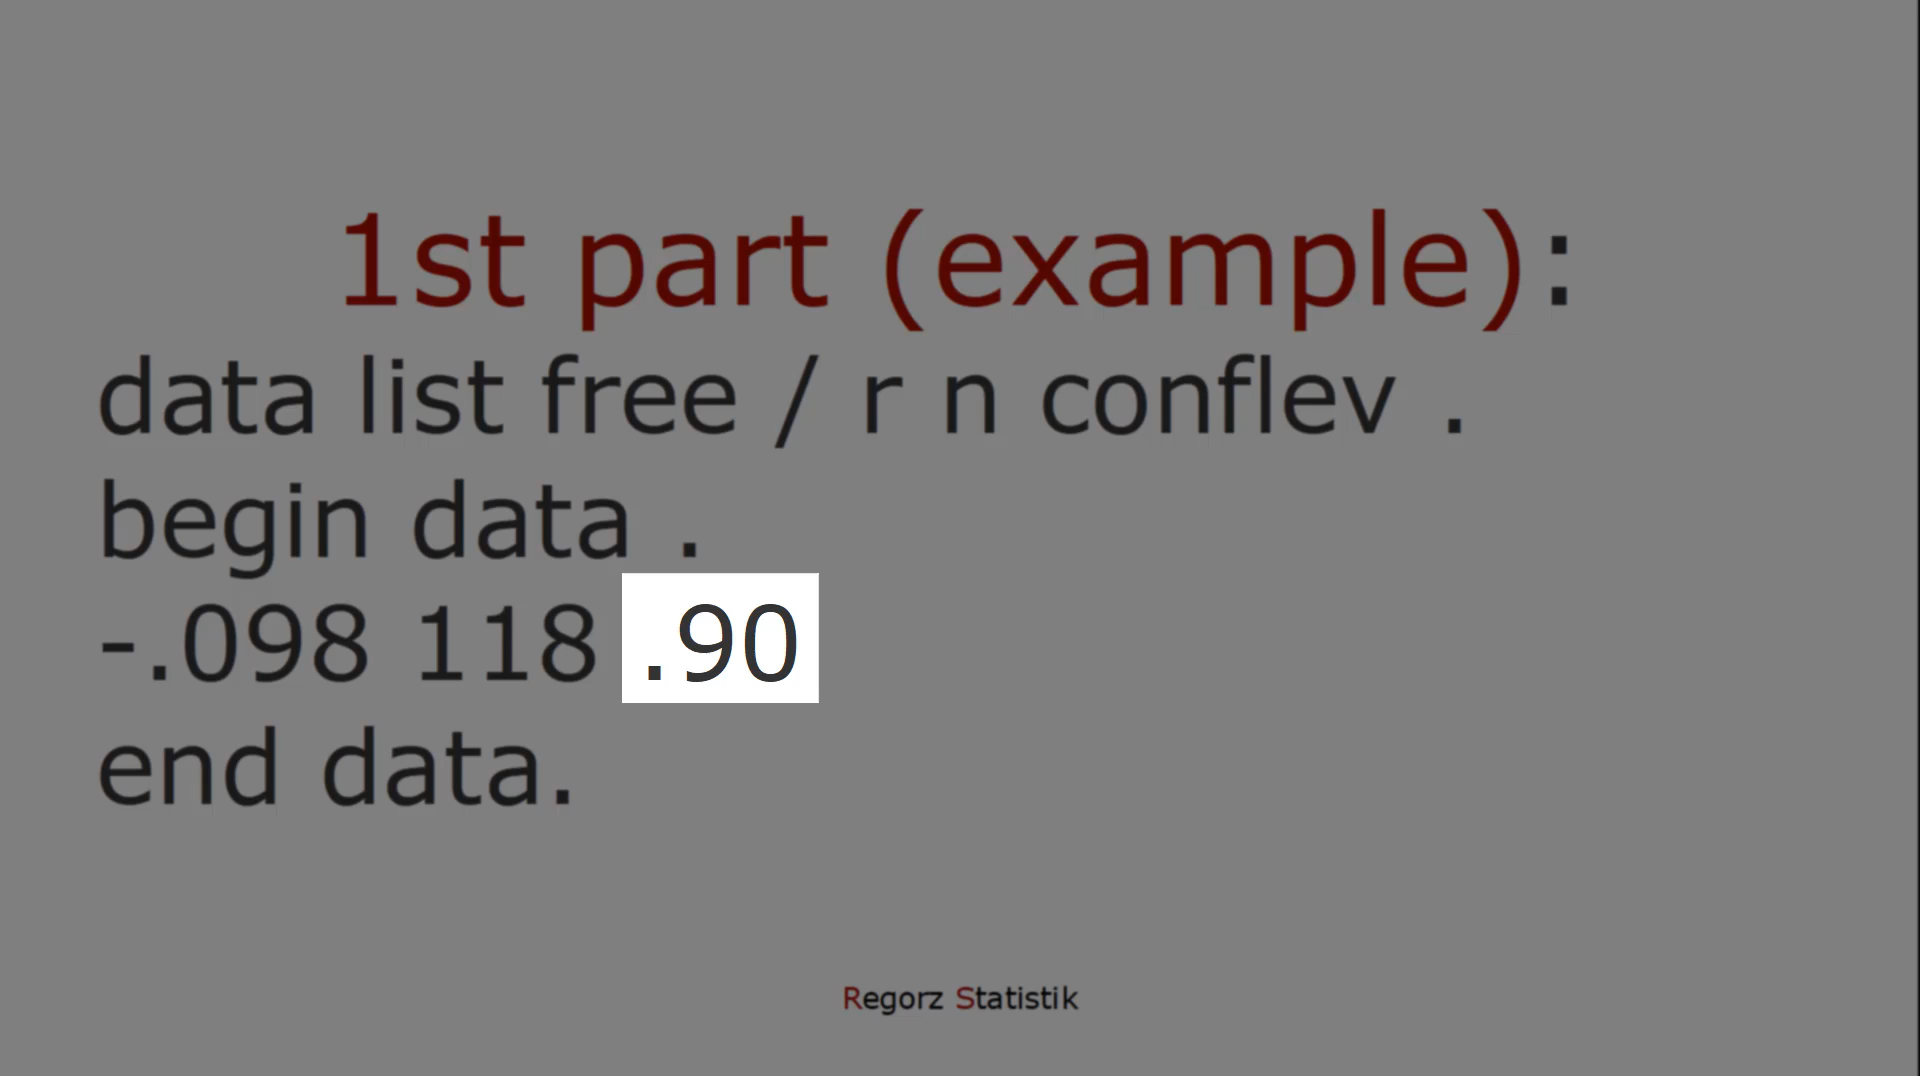 1st part (example):
data list free / r n conflev .
begin data .
-.098 118 .90
end data.
Regorz Statistik